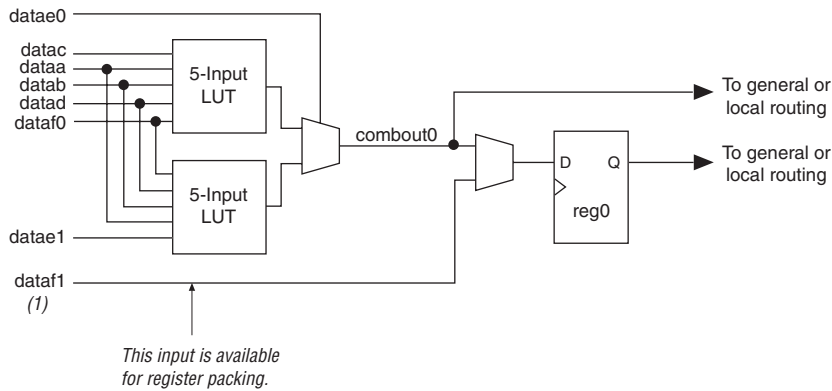 datae0
datac
dataa
datab
datad
dataf0
5-Input
LUT
5-Input
LUT
combout0
D Q
reg0
To general or
local routing
To general or
local routing
datae1
dataf1
(1)
This input is available
for register packing.